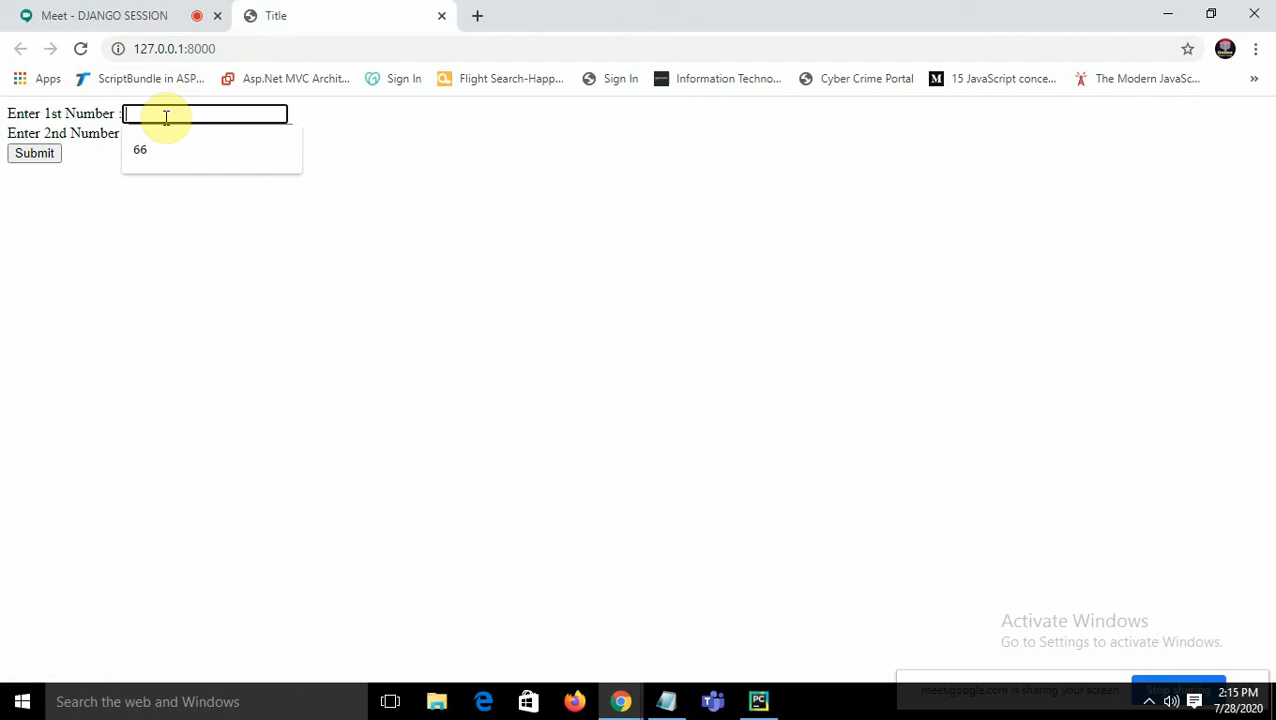 Meet - DJANGO SESSION
Title
127.0.0.1:8000
Apps
ScriptBundle in ASP...
Asp.Net MVC Archit...
Sign In
Flight Search-Happ...
Sign In
Information Techno...
Cyber Crime Portal
M
15 JavaScript conce...
The Modern JavaSc...
»
Enter 1st Number :
66
Enter 2nd Number
Submit
Activate Windows
Go to Settings to activate Windows.
meet.google.com is sharing your screen.
Stop sharing
Search the web and Windows
PC
2:15 PM
7/28/2020